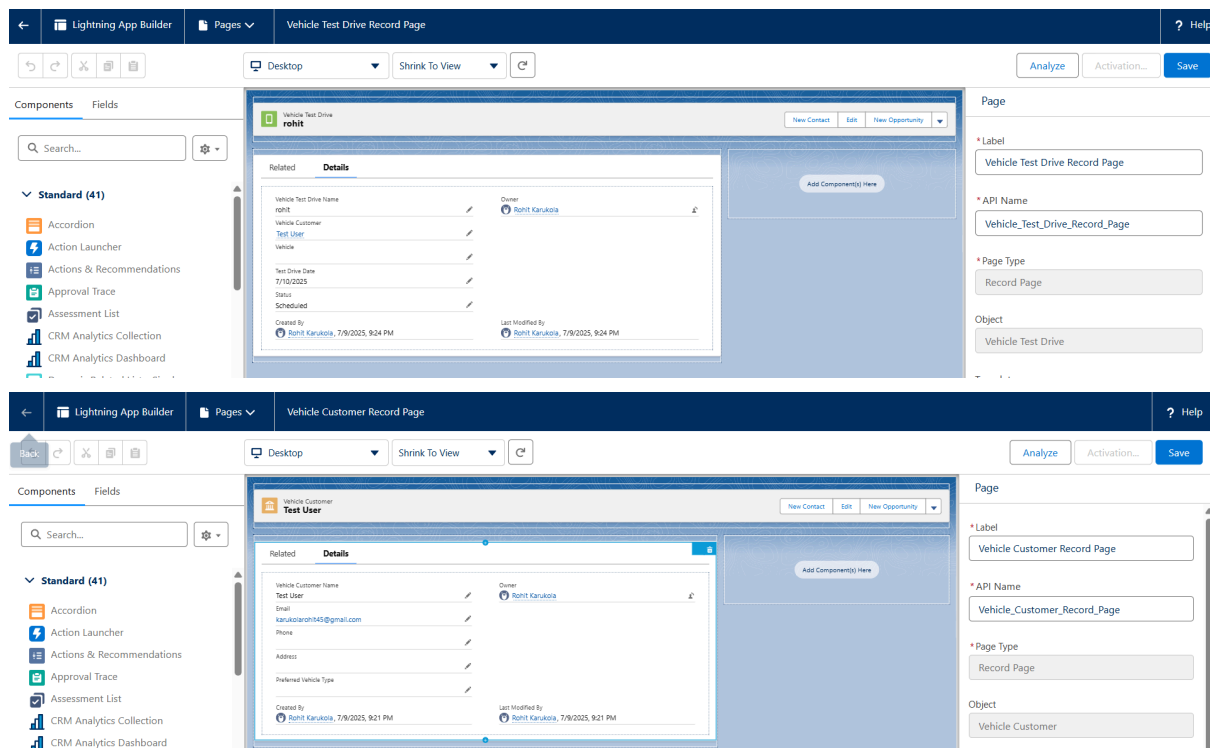 Lightning App Builder Pages Vehicle Test Drive Record Page ? Help
Desktop Shrink To View Analyze Activation... Save
Components Fields
Search...
Standard (41)
Accordion
Action Launcher
Actions & Recommendations
Approval Trace
Assessment List
CRM Analytics Collection
CRM Analytics Dashboard
Vehicle Test Drive
rohit
New Contact Edit New Opportunity
Related Details
Vehicle Test Drive Name
rohit
Owner
Rohit Karukola
Vehicle Customer
Test User
Vehicle
Test Drive Date
7/10/2025
Status
Scheduled
Created By
Rohit Karukola, 7/9/2025, 9:24 PM
Last Modified By
Rohit Karukola, 7/9/2025, 9:24 PM
Add Component(s) Here
Page
*Label
Vehicle Test Drive Record Page
*API Name
Vehicle_Test_Drive_Record_Page
*Page Type
Record Page
Object
Vehicle Test Drive
Lightning App Builder Pages Vehicle Customer Record Page ? Help
Back
Desktop Shrink To View Analyze Activation... Save
Components Fields
Search...
Standard (41)
Accordion
Action Launcher
Actions & Recommendations
Approval Trace
Assessment List
CRM Analytics Collection
CRM Analytics Dashboard
Vehicle Customer
Test User
New Contact Edit New Opportunity
Related Details
Vehicle Customer Name
Test User
Owner
Rohit Karukola
Email
karukolarohit45@gmail.com
Phone
Address
Preferred Vehicle Type
Created By
Rohit Karukola, 7/9/2025, 9:21 PM
Last Modified By
Rohit Karukola, 7/9/2025, 9:21 PM
Add Component(s) Here
Page
*Label
Vehicle Customer Record Page
*API Name
Vehicle_Customer_Record_Page
*Page Type
Record Page
Object
Vehicle Customer